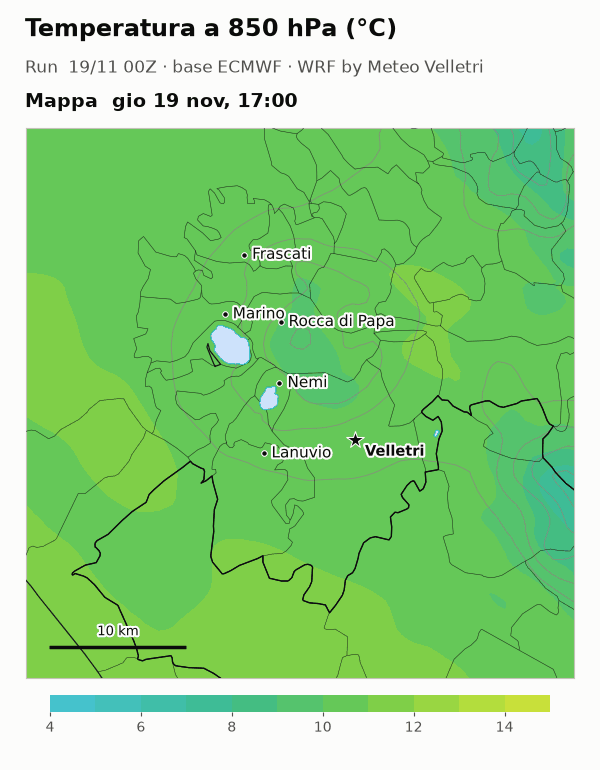 Temperatura a 850 hPa (°C)
Run  19/11 00Z · base ECMWF · WRF by Meteo Velletri
Mappa  gio 19 nov, 17:00
Frascati
Marino
Rocca di Papa
Nemi
Velletri
Lanuvio
10 km
4 6 8 10 12 14